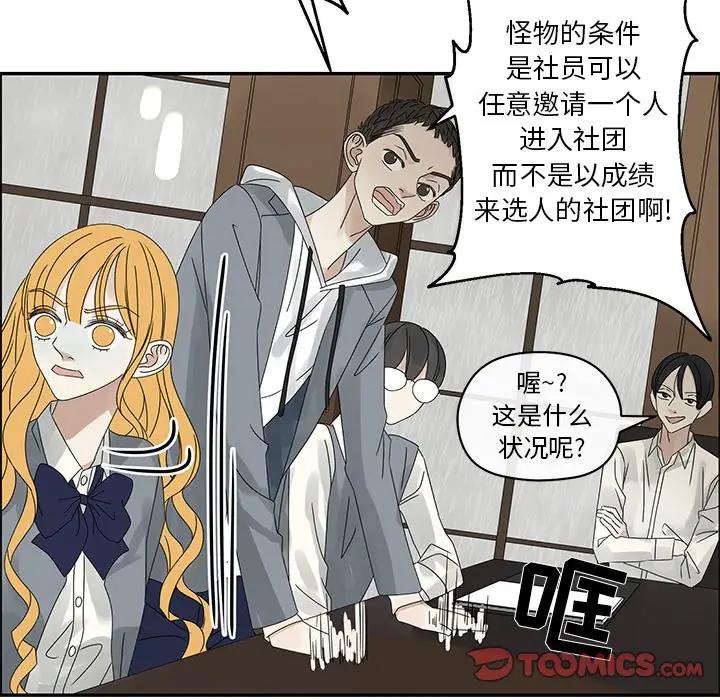 怪物的条件
是社员可以
任意邀请一个人
进入社团
而不是以成绩
来选人的社团啊!
喔~?
这是什么
状况呢?
哐
TOOMICS.COM